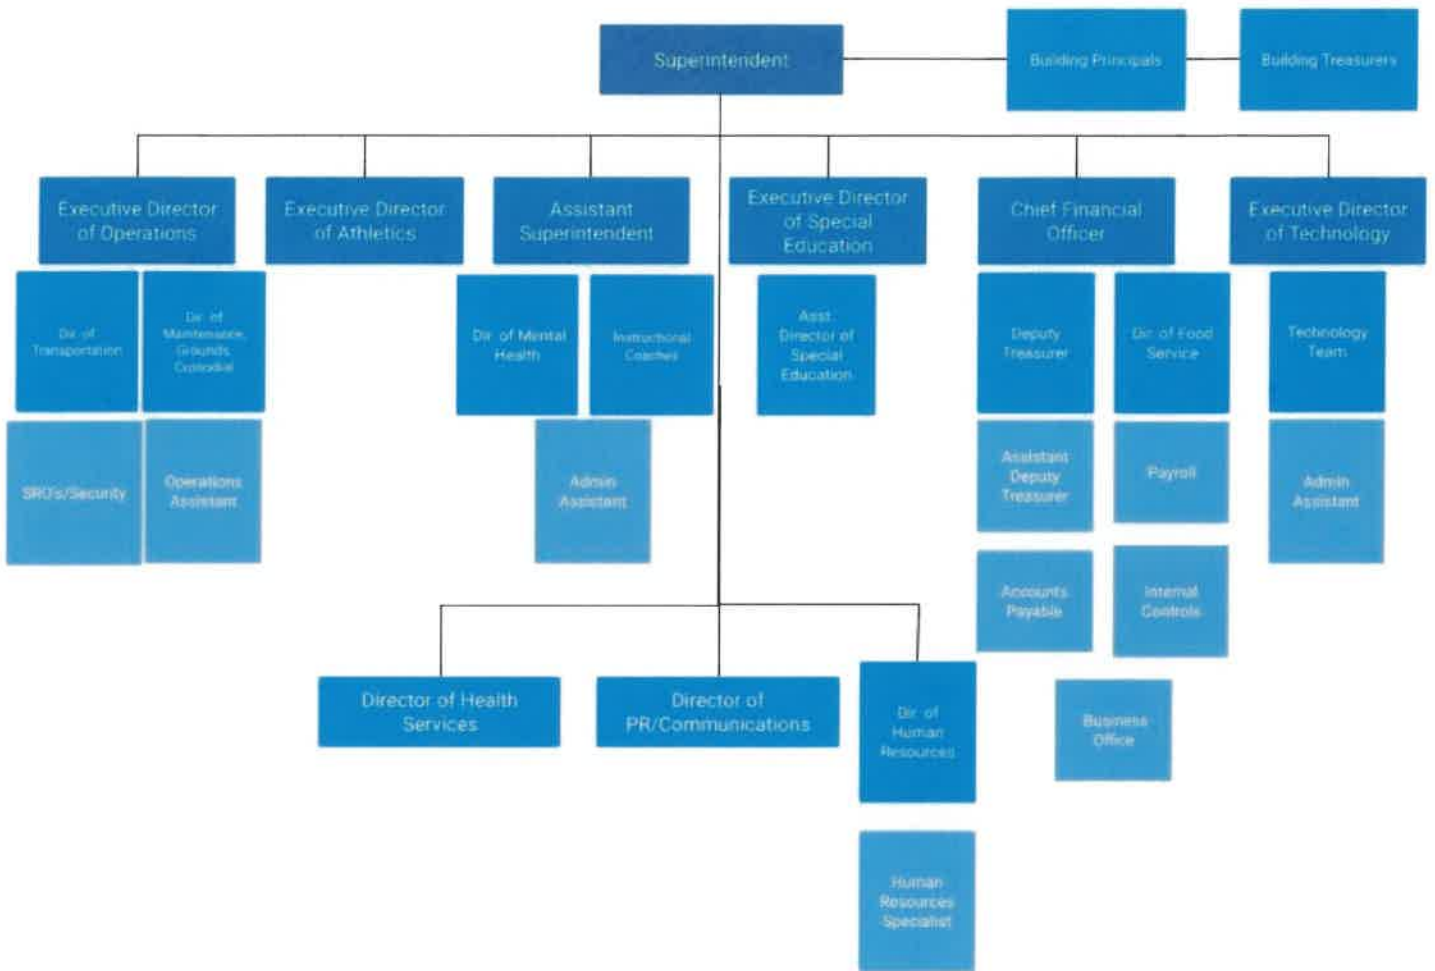 Superintendent
Building Principals
Building Treasurers
Executive Director
of Operations
Executive Director
of Athletics
Assistant
Superintendent
Executive Director
of Special
Education
Chief Financial
Officer
Executive Director
of Technology
Dir. of
Transportation
Dir. of
Maintenance,
Grounds,
Custodial
Dir. of Mental
Health
Instructional
Coaches
Asst.
Director of
Special
Education
Deputy
Treasurer
Dir. of Food
Service
Technology
Team
SRO's/Security
Operations
Assistant
Admin
Assistant
Assistant
Deputy
Treasurer
Payroll
Admin
Assistant
Accounts
Payable
Internal
Controls
Director of Health
Services
Director of
PR/Communications
Dir. of
Human
Resources
Business
Office
Human
Resources
Specialist